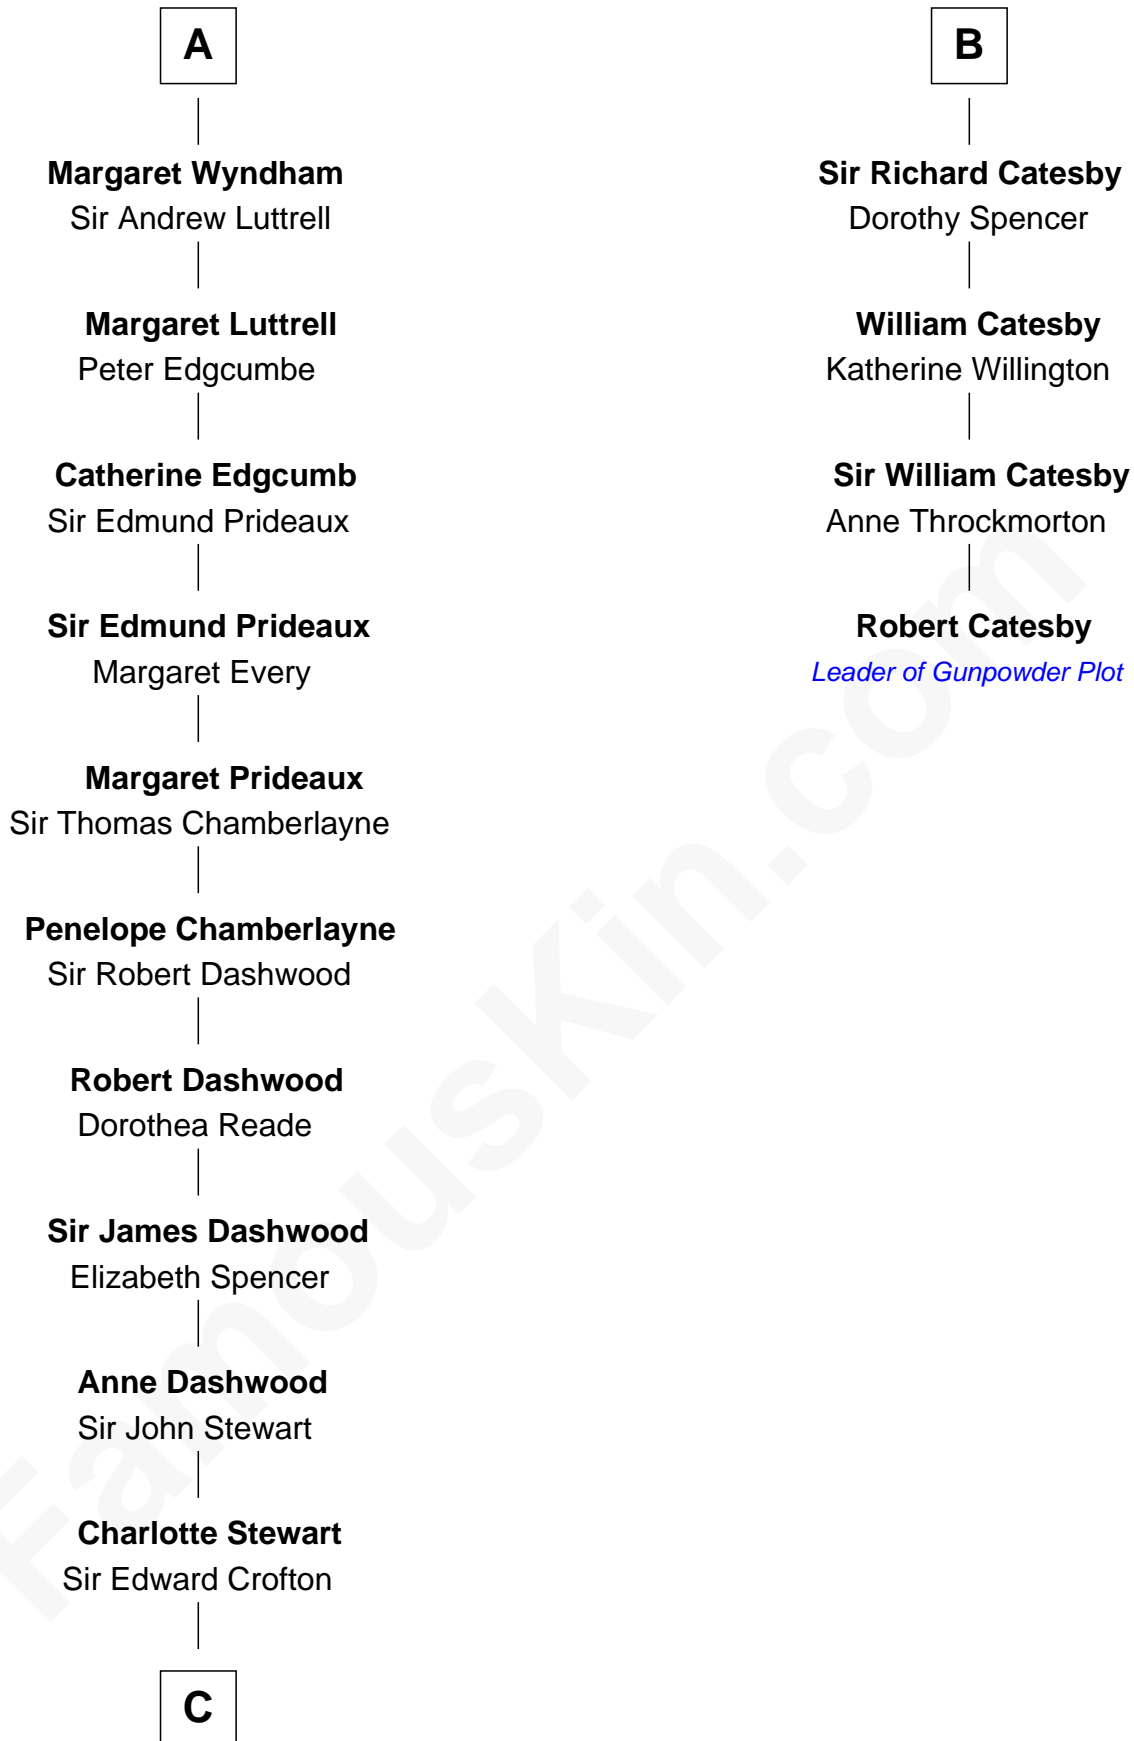 A
Margaret Wyndham
Sir Andrew Luttrell
Margaret Luttrell
Peter Edgcumbe
Catherine Edgcumb
Sir Edmund Prideaux
Sir Edmund Prideaux
Margaret Every
Margaret Prideaux
Sir Thomas Chamberlayne
Penelope Chamberlayne
Sir Robert Dashwood
Robert Dashwood
Dorothea Reade
Sir James Dashwood
Elizabeth Spencer
Anne Dashwood
Sir John Stewart
Charlotte Stewart
Sir Edward Crofton
C
B
Sir Richard Catesby
Dorothy Spencer
William Catesby
Katherine Willington
Sir William Catesby
Anne Throckmorton
Robert Catesby
Leader of Gunpowder Plot
FamousKin.com